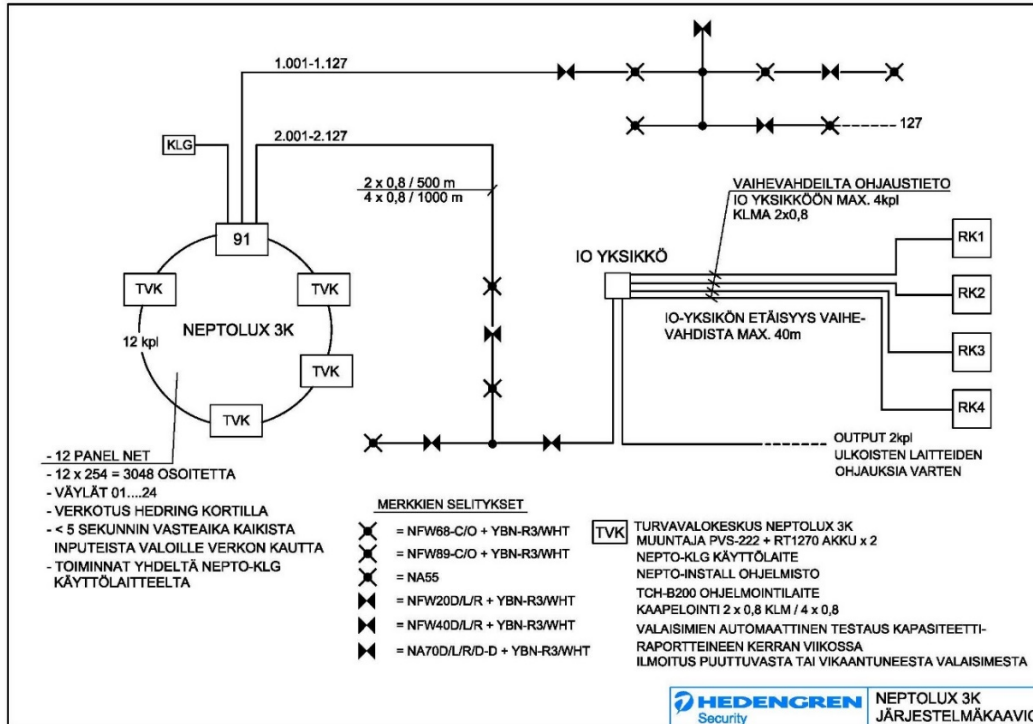 1.001-1.127
KLG
2.001-2.127
127
2 x 0,8 / 500 m
4 x 0,8 / 1000 m
VAIHEVAHDEILTA OHJAUSTIETO
IO YKSIKKÖÖN MAX. 4kpl
KLMA 2x0,8
91
TVK
TVK
NEPTOLUX 3K
12 kpl
TVK
TVK
IO YKSIKKÖ
RK1
RK2
RK3
RK4
IO-YKSIKÖN ETÄISYYS VAIHE-
VAHDISTA MAX. 40m
OUTPUT 2kpl
ULKOISTEN LAITTEIDEN
OHJAUKSIA VARTEN
- 12 PANEL NET
- 12 x 254 = 3048 OSOITETTA
- VÄYLÄT 01....24
- VERKOTUS HEDRING KORTILLA
- < 5 SEKUNNIN VASTEAIKA KAIKISTA
INPUTEISTA VALOILLE VERKON KAUTTA
- TOIMINNAT YHDELTÄ NEPTO-KLG
KÄYTTÖLAITTEELTA
MERKKIEN SELITYKSET
= NFW68-C/O + YBN-R3/WHT
= NFW89-C/O + YBN-R3/WHT
= NA55
= NFW20D/L/R + YBN-R3/WHT
= NFW40D/L/R + YBN-R3/WHT
= NA70D/L/R/D-D + YBN-R3/WHT
TVK
TURVAVALOKESKUS NEPTOLUX 3K
MUUNTAJA PVS-222 + RT1270 AKKU x 2
NEPTO-KLG KÄYTTÖLAITE
NEPTO-INSTALL OHJELMISTO
TCH-B200 OHJELMOINTILAITE
KAAPELOINTI 2 x 0,8 KLM / 4 x 0,8
VALAISIMIEN AUTOMAATTINEN TESTAUS KAPASITEETTI-
RAPORTTEINEEN KERRAN VIIKOSSA
ILMOITUS PUUTTUVASTA TAI VIKAANTUNEESTA VALAISIMESTA
HEDENGREN
Security
NEPTOLUX 3K
JÄRJESTELMÄKAAVIO